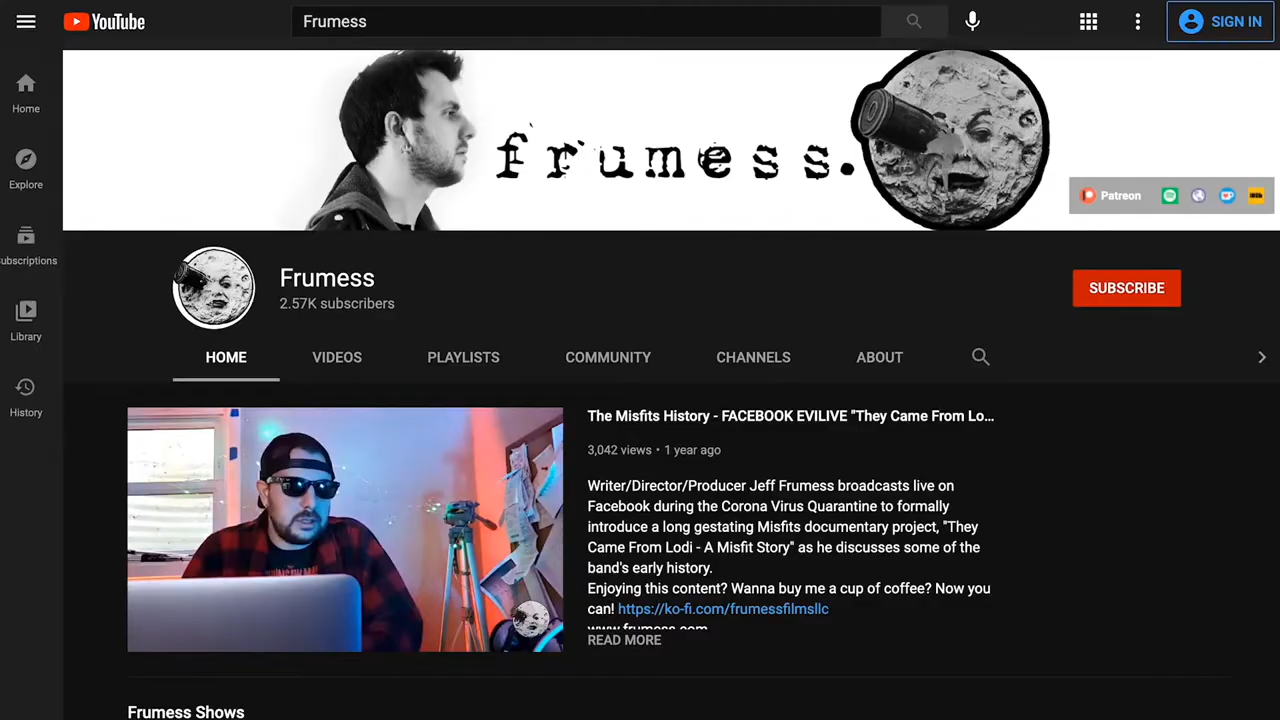 YouTube
Frumess
SIGN IN
Home
Explore
Subscriptions
Library
History
frumess.
Patreon
Frumess
2.57K subscribers
SUBSCRIBE
HOME
VIDEOS
PLAYLISTS
COMMUNITY
CHANNELS
ABOUT
The Misfits History - FACEBOOK EVILIVE "They Came From Lo...
3,042 views • 1 year ago
Writer/Director/Producer Jeff Frumess broadcasts live on
Facebook during the Corona Virus Quarantine to formally
introduce a long gestating Misfits documentary project, "They
Came From Lodi - A Misfit Story" as he discusses some of the
band's early history.
Enjoying this content? Wanna buy me a cup of coffee? Now you
can! https://ko-fi.com/frumessfilmsllc
www.frumess.com
READ MORE
Frumess Shows